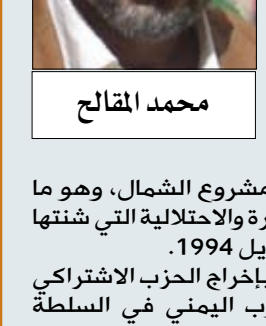 محمد المقالح
مشروع الشمال، وهو ما
رة والاحتلالية التي شنتها
يل 1994.
بإخراج الحزب الاشتراكي
ب اليمني في السلطة